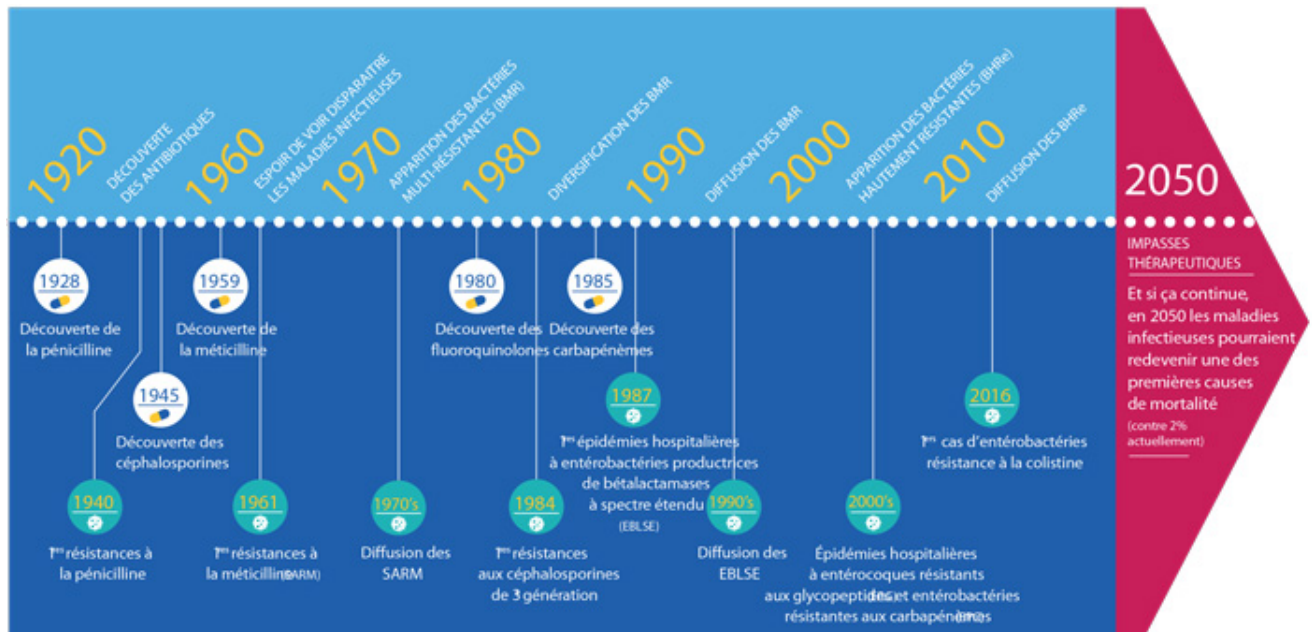 1920
DÉCOUVERTE
DES ANTIBIOTIQUES
1960
ESPOIR DE VOIR DISPARAITRE
LES MALADIES INFECTIEUSES
1970
APPARITION DES BACTÉRIES
MULTI-RÉSISTANTES (BMR)
1980
DIVERSIFICATION DES BMR
1990
DIFFUSION DES BMR
2000
APPARITION DES BACTÉRIES
HAUTEMENT RÉSISTANTES (BHRe)
2010
DIFFUSION DES BHRe
2050
IMPASSES
THÉRAPEUTIQUES
Et si ça continue,
en 2050 les maladies
infectieuses pourraient
redevenir une des
premières causes
de mortalité
(contre 2%
actuellement)
1928
Découverte de
la pénicilline
1959
Découverte de
la méticilline
1980
Découverte des
fluoroquinolones
1985
Découverte des
carbapénèmes
1945
Découverte des
céphalosporines
1987
1res épidémies hospitalières
à entérobactéries productrices
de bétalactamases
à spectre étendu
(EBLSE)
2016
1ers cas d'entérobactéries
résistance à la colistine
1940
1res résistances à
la pénicilline
1961
1res résistances à
la méticilline (SARM)
1970's
Diffusion des
SARM
1984
1res résistances
aux céphalosporines
de 3 génération
1990's
Diffusion des
EBLSE
2000's
Épidémies hospitalières
à entérocoques résistants
aux glycopeptides et entérobactéries
résistantes aux carbapénèmes